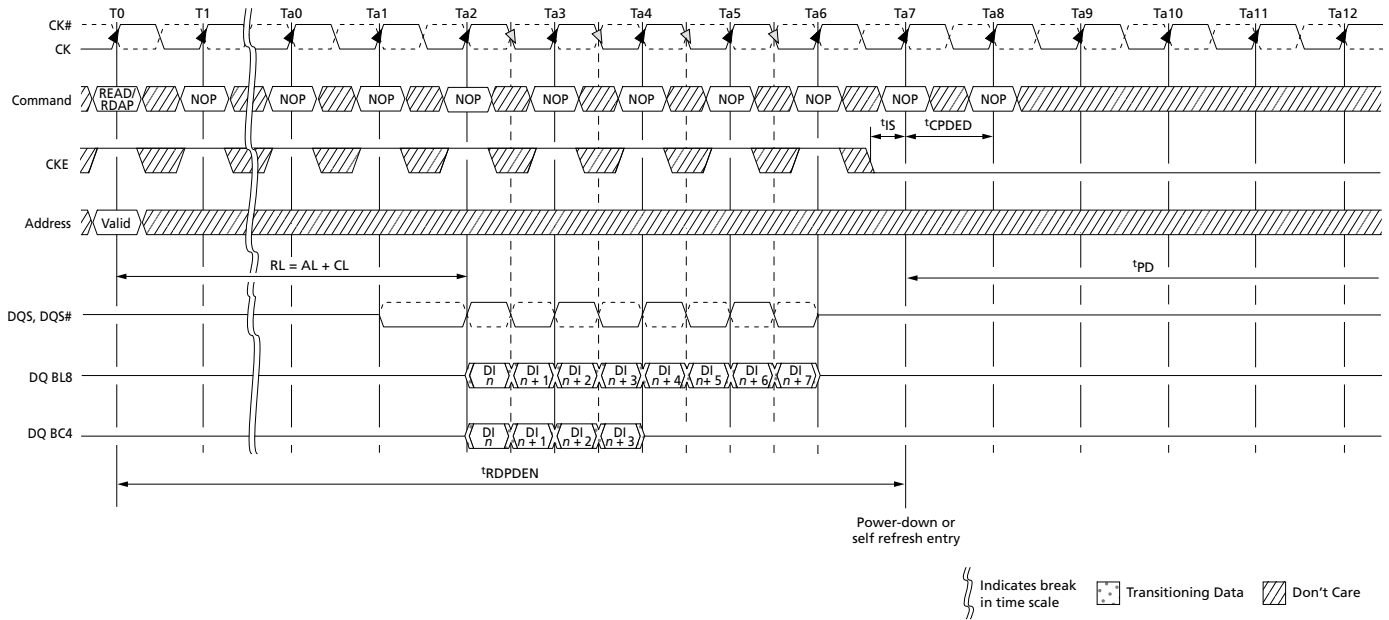 T0 T1 Ta0 Ta1 Ta2 Ta3 Ta4 Ta5 Ta6 Ta7 Ta8 Ta9 Ta10 Ta11 Ta12
CK#
CK
Command
READ/
RDAP
NOP NOP NOP NOP NOP NOP NOP NOP NOP NOP
tIS tCPDED
CKE
Address Valid
RL = AL + CL tPD
DQS, DQS#
DQ BL8
DI DI DI DI DI DI DI DI
n n + 1 n + 2 n + 3 n + 4 n+ 5 n + 6 n + 7
DQ BC4
DI DI DI DI
n n + 1 n + 2 n + 3
tRDPDEN
Power-down or
self refresh entry
Indicates break
in time scale
Transitioning Data
Don't Care